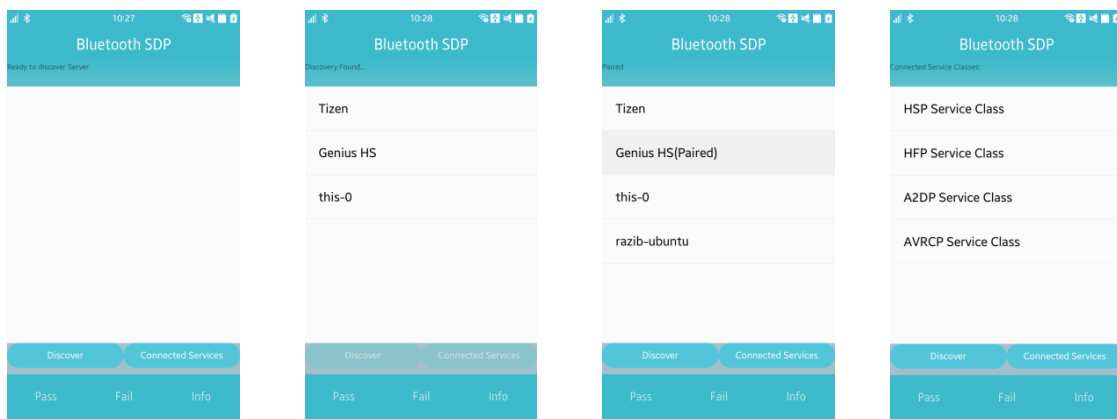 10:27
Bluetooth SDP
Ready to discover Server
Discover
Connected Services
Pass
Fail
Info
10:28
Bluetooth SDP
Discovery Found...
Tizen
Genius HS
this-0
Discover
Connected Services
Pass
Fail
Info
10:28
Bluetooth SDP
Paired
Tizen
Genius HS(Paired)
this-0
razib-ubuntu
Discover
Connected Services
Pass
Fail
Info
10:28
Bluetooth SDP
Connected Service Classes:
HSP Service Class
HFP Service Class
A2DP Service Class
AVRCP Service Class
Discover
Connected Services
Pass
Fail
Info